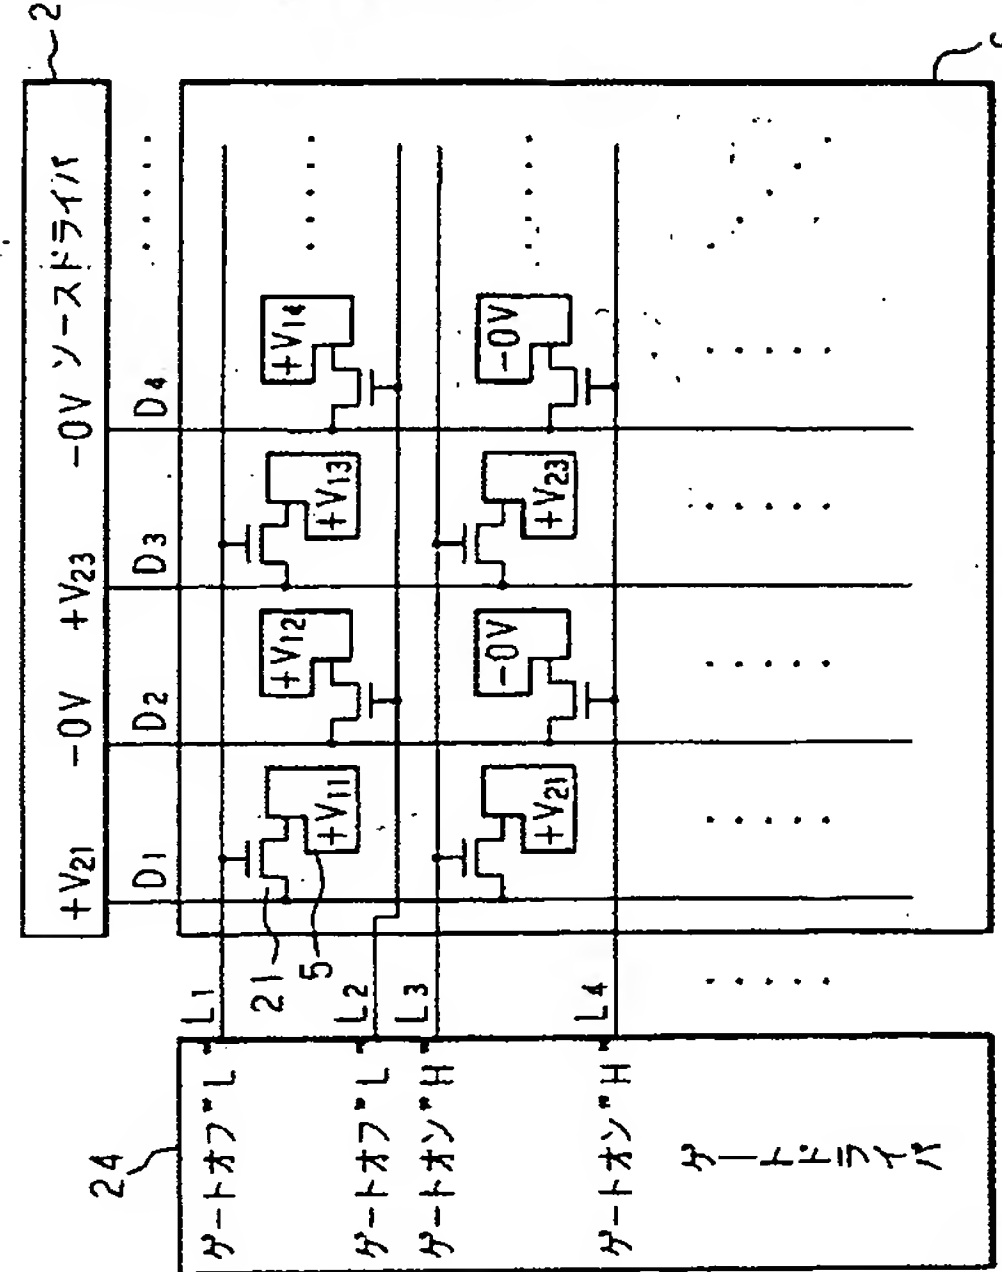 2
ソースドライバ
+V21 -0V +V23 -0V
D1 D2 D3 D4
24
ゲートオフ"L" L1
21
+V11 +V12 +V13 +V14
5
ゲートオフ"L" L2
ゲートオン"H" L3
+V21 -0V +V23 -0V
ゲートオン"H" L4
ゲートドライバ